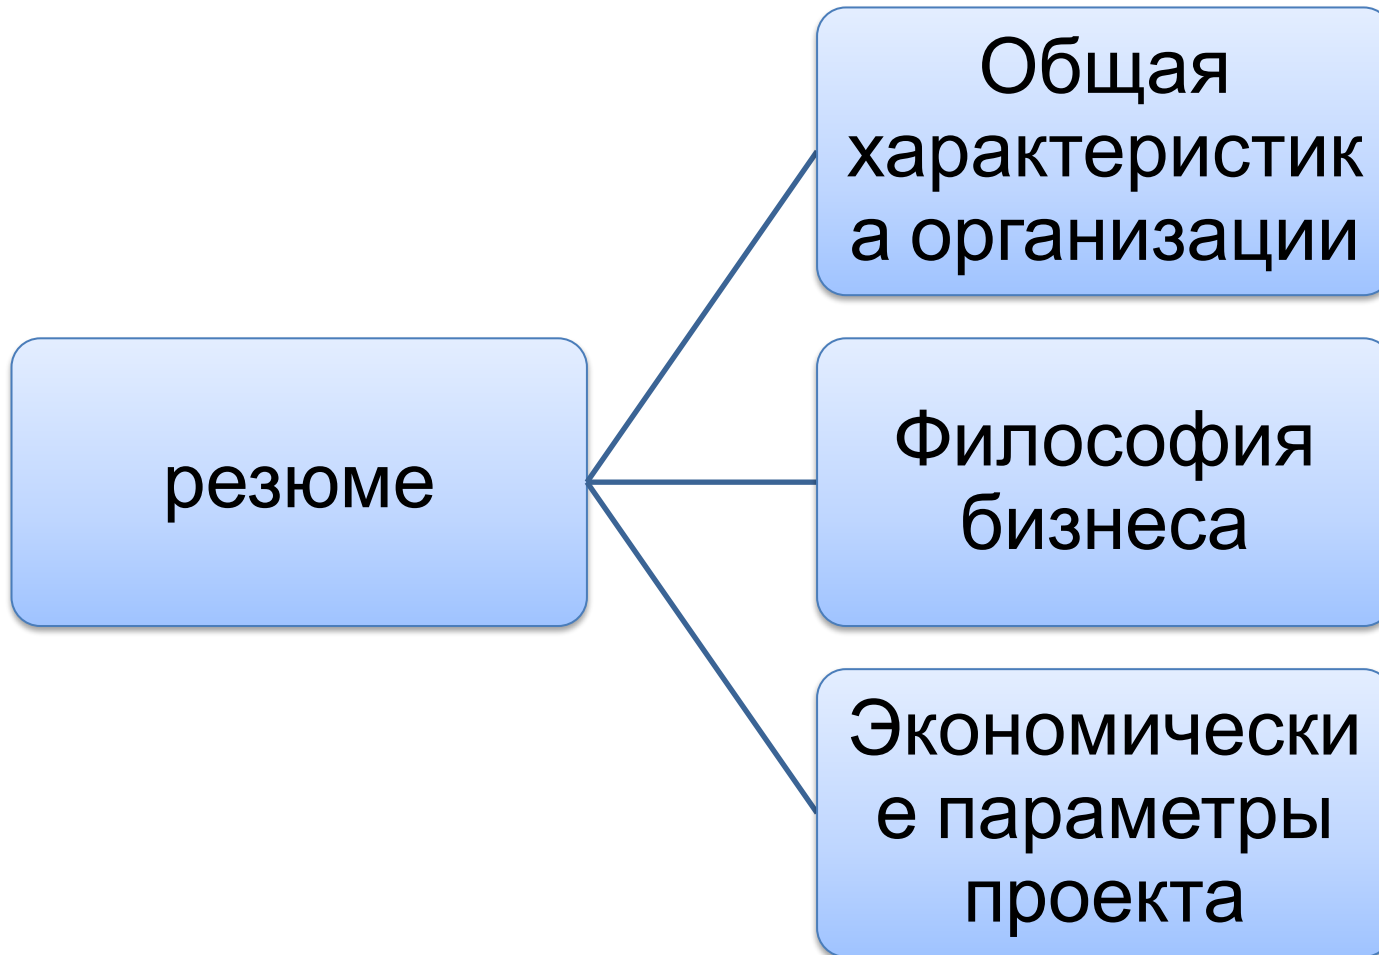 Общая
характеристик
а организации
резюме
Философия
бизнеса
Экономически
е параметры
проекта